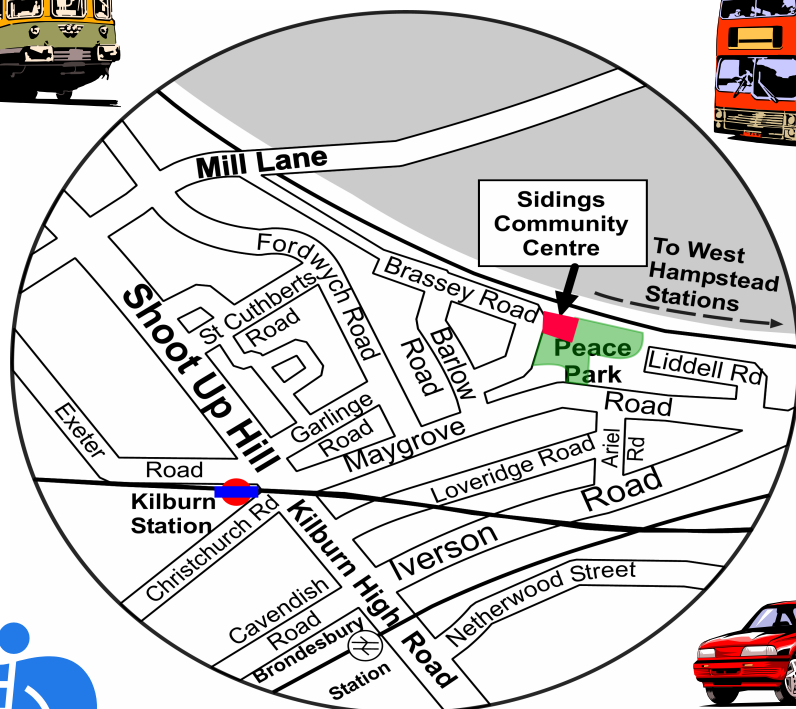 Mill Lane
Sidings
Community
Centre
To West
Hampstead
Stations
Fordwych Road
Brassey Road
St Cuthberts
Road
Shoot Up Hill
Barlow
Road
Peace
Park
Liddell Rd
Road
Garlinge
Road
Maygrove
Ariel
Rd
Exeter
Road
Loveridge Road
Road
Kilburn
Station
Christchurch Rd
Kilburn High Road
Iverson
Netherwood Street
Cavendish
Road
Brondesbury
Station